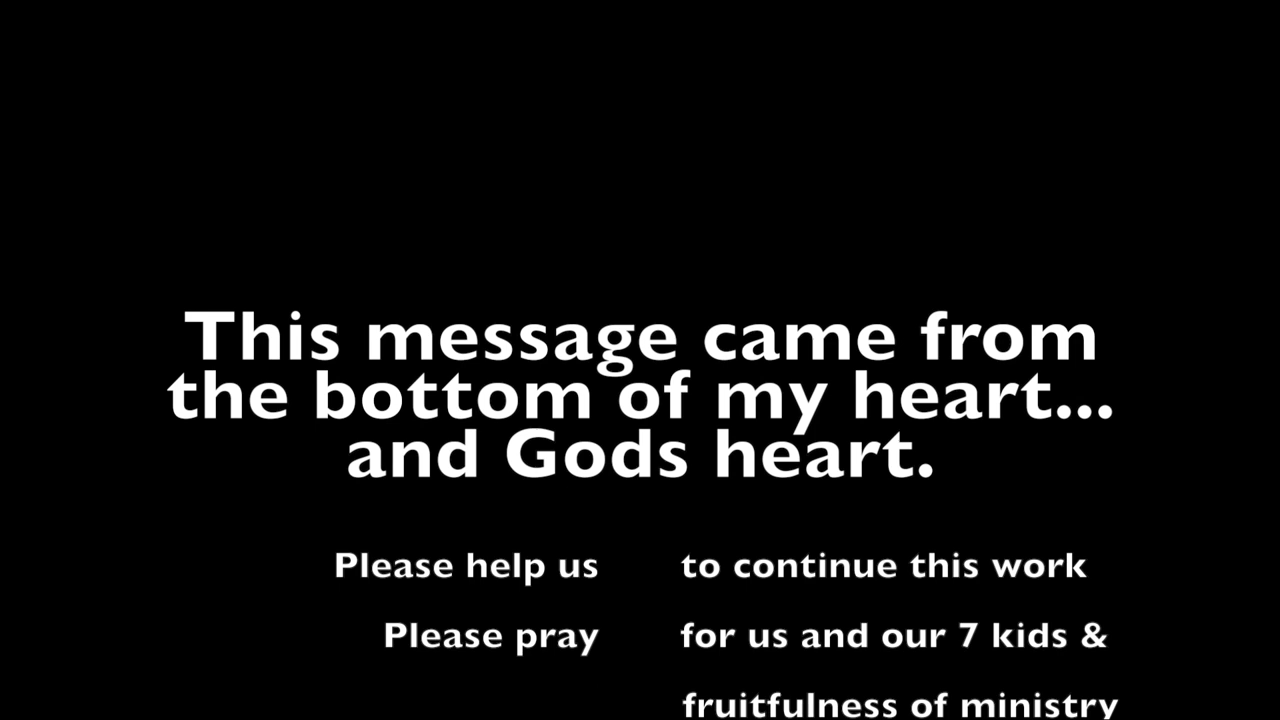 This message came from
the bottom of my heart...
and Gods heart.
Please help us to continue this work
Please pray for us and our 7 kids &
fruitfulness of ministry